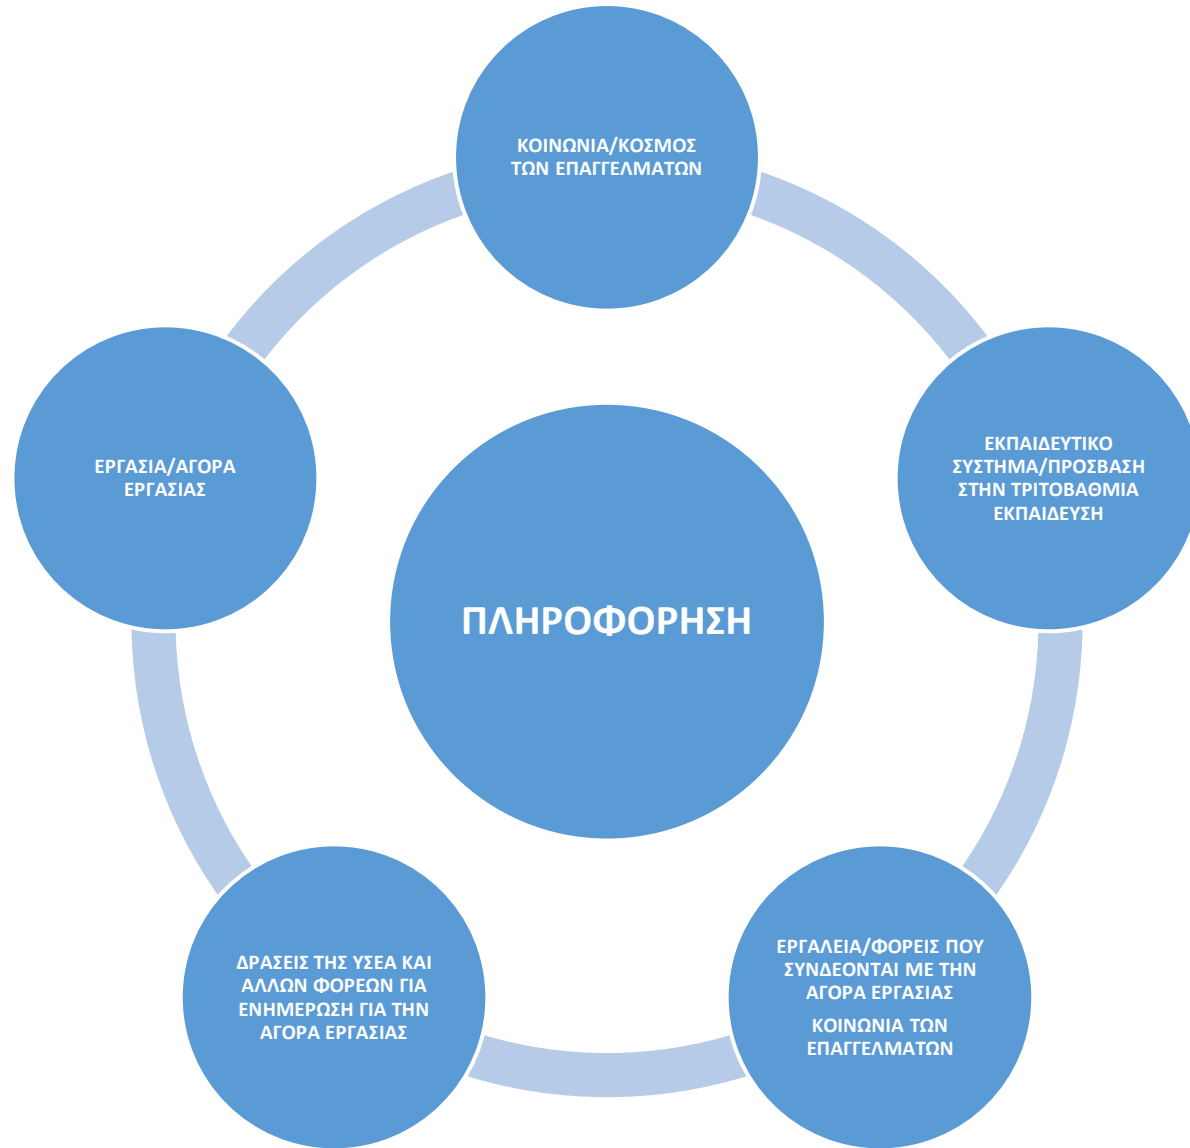 ΚΟΙΝΩΝΙΑ/ΚΟΣΜΟΣ
ΤΩΝ ΕΠΑΓΓΕΛΜΑΤΩΝ
ΕΚΠΑΙΔΕΥΤΙΚΟ
ΣΥΣΤΗΜΑ/ΠΡΟΣΒΑΣΗ
ΣΤΗΝ ΤΡΙΤΟΒΑΘΜΙΑ
ΕΚΠΑΙΔΕΥΣΗ
ΕΡΓΑΛΕΙΑ/ΦΟΡΕΙΣ ΠΟΥ
ΣΥΝΔΕΟΝΤΑΙ ΜΕ ΤΗΝ
ΑΓΟΡΑ ΕΡΓΑΣΙΑΣ
ΚΟΙΝΩΝΙΑ ΤΩΝ
ΕΠΑΓΓΕΛΜΑΤΩΝ
ΔΡΑΣΕΙΣ ΤΗΣ ΥΣΕΑ ΚΑΙ
ΑΛΛΩΝ ΦΟΡΕΩΝ ΓΙΑ
ΕΝΗΜΕΡΩΣΗ ΓΙΑ ΤΗΝ
ΑΓΟΡΑ ΕΡΓΑΣΙΑΣ
ΕΡΓΑΣΙΑ/ΑΓΟΡΑ
ΕΡΓΑΣΙΑΣ
ΠΛΗΡΟΦΟΡΗΣΗ